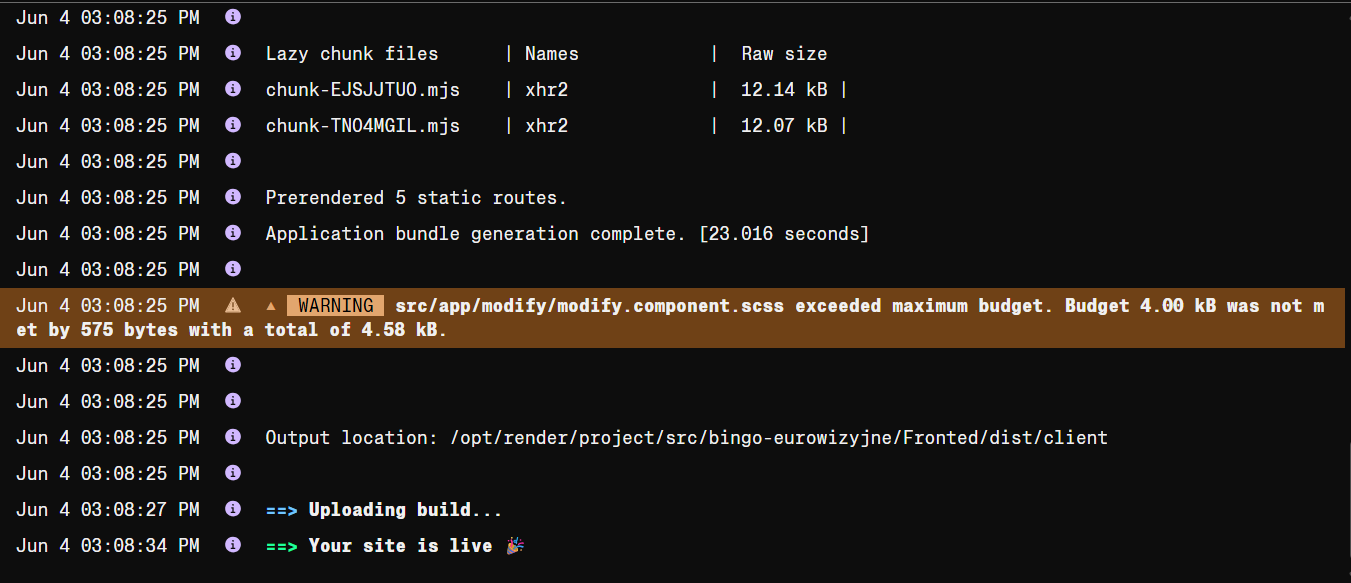 Jun 4 03:08:25 PM
Jun 4 03:08:25 PM Lazy chunk files | Names | Raw size
Jun 4 03:08:25 PM chunk-EJSJJTUO.mjs | xhr2 | 12.14 kB |
Jun 4 03:08:25 PM chunk-TNO4MGIL.mjs | xhr2 | 12.07 kB |
Jun 4 03:08:25 PM
Jun 4 03:08:25 PM Prerendered 5 static routes.
Jun 4 03:08:25 PM Application bundle generation complete. [23.016 seconds]
Jun 4 03:08:25 PM
Jun 4 03:08:25 PM ▲ WARNING src/app/modify/modify.component.scss exceeded maximum budget. Budget 4.00 kB was not m
et by 575 bytes with a total of 4.58 kB.
Jun 4 03:08:25 PM
Jun 4 03:08:25 PM
Jun 4 03:08:25 PM Output location: /opt/render/project/src/bingo-eurowizyjne/Fronted/dist/client
Jun 4 03:08:25 PM
Jun 4 03:08:27 PM ==> Uploading build...
Jun 4 03:08:34 PM ==> Your site is live 🎉